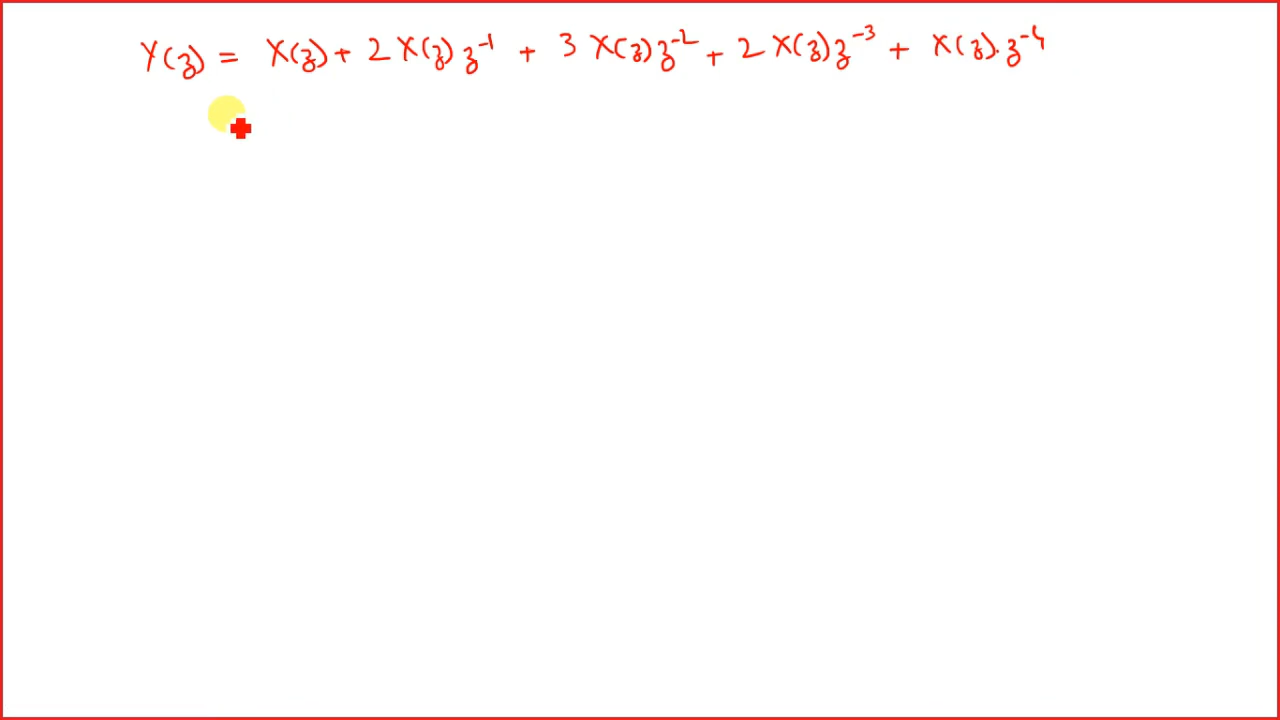 Y(z) = X(z) + 2 X(z) z⁻¹ + 3 X(z) z⁻² + 2 X(z) z⁻³ + X(z). z⁻⁴